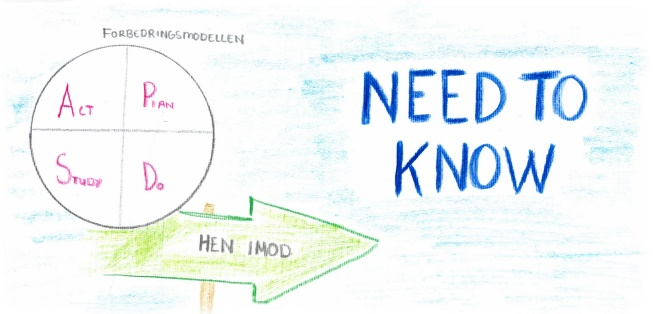 FORBEDRINGSMODELLEN
ACT
PLAN
STUDY
DO
HEN IMOD
NEED TO
KNOW